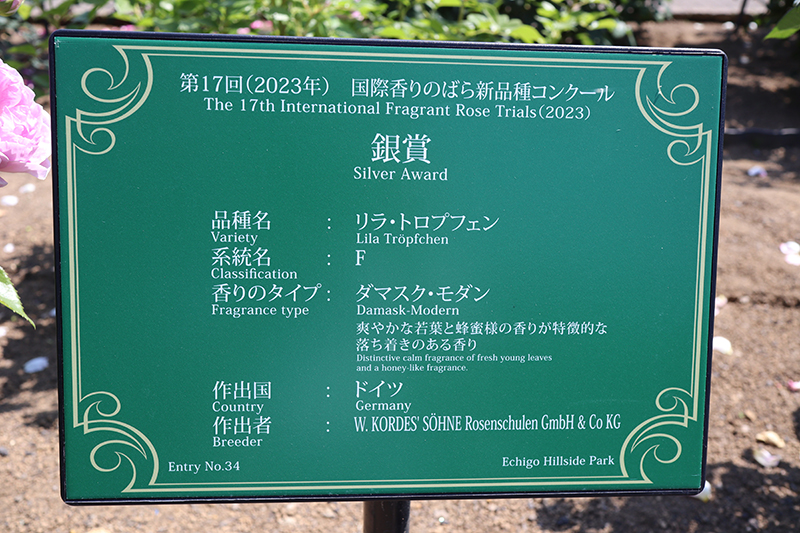 第17回(2023年) 国際香りのばら新品種コンクール
The 17th International Fragrant Rose Trials(2023)
銀賞
Silver Award
品種名 : リラ・トロプフェン
Variety Lila Tröpfchen
系統名 : F
Classification
香りのタイプ : ダマスク・モダン
Fragrance type Damask-Modern
爽やかな若葉と蜂蜜様の香りが特徴的な
落ち着きのある香り
Distinctive calm fragrance of fresh young leaves
and a honey-like fragrance.
作出国 : ドイツ
Country Germany
作出者 : W. KORDES' SÖHNE Rosenschulen GmbH & Co KG
Breeder
Entry No.34 Echigo Hillside Park